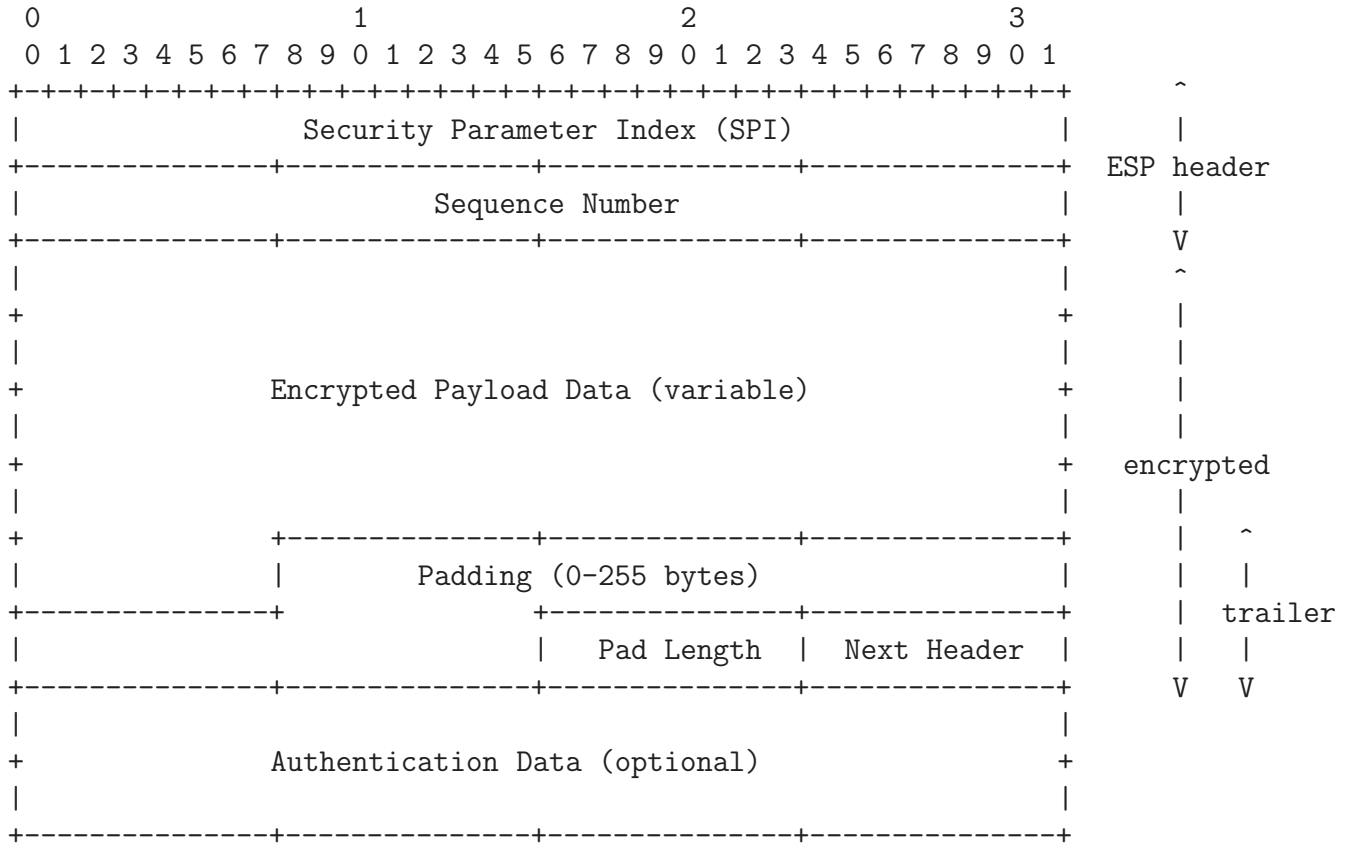 0                   1                   2                   3
 0 1 2 3 4 5 6 7 8 9 0 1 2 3 4 5 6 7 8 9 0 1 2 3 4 5 6 7 8 9 0 1
+-+-+-+-+-+-+-+-+-+-+-+-+-+-+-+-+-+-+-+-+-+-+-+-+-+-+-+-+-+-+-+-+      ^
|                 Security Parameter Index (SPI)                |      |
+---------------+---------------+---------------+---------------+  ESP header
|                         Sequence Number                       |      |
+---------------+---------------+---------------+---------------+      V
|                                                               |      ^
+                                                               +      |
|                                                               |      |
+               Encrypted Payload Data (variable)               +      |
|                                                               |      |
+                                                               +   encrypted
|                                                               |      |
+               +---------------+---------------+---------------+      |   ^
|               |        Padding (0-255 bytes)                  |      |   |
+---------------+               +---------------+---------------+      |  trailer
|                               |   Pad Length  |  Next Header  |      |   |
+---------------+---------------+---------------+---------------+      V   V
|                                                               |
+               Authentication Data (optional)                  +
|                                                               |
+---------------+---------------+---------------+---------------+